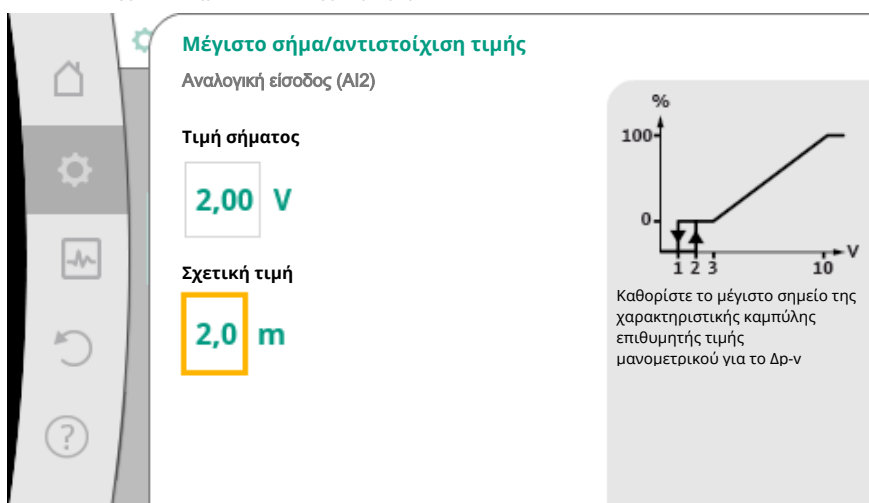 Μέγιστο σήμα/αντιστοίχιση τιμής
Αναλογική είσοδος (AI2)
Τιμή σήματος
2,00 V
Σχετική τιμή
2,0 m
%
100
0
1 2 3 10 V
Καθορίστε το μέγιστο σημείο της
χαρακτηριστικής καμπύλης
επιθυμητής τιμής
μανομετρικού για το Δp-v
?